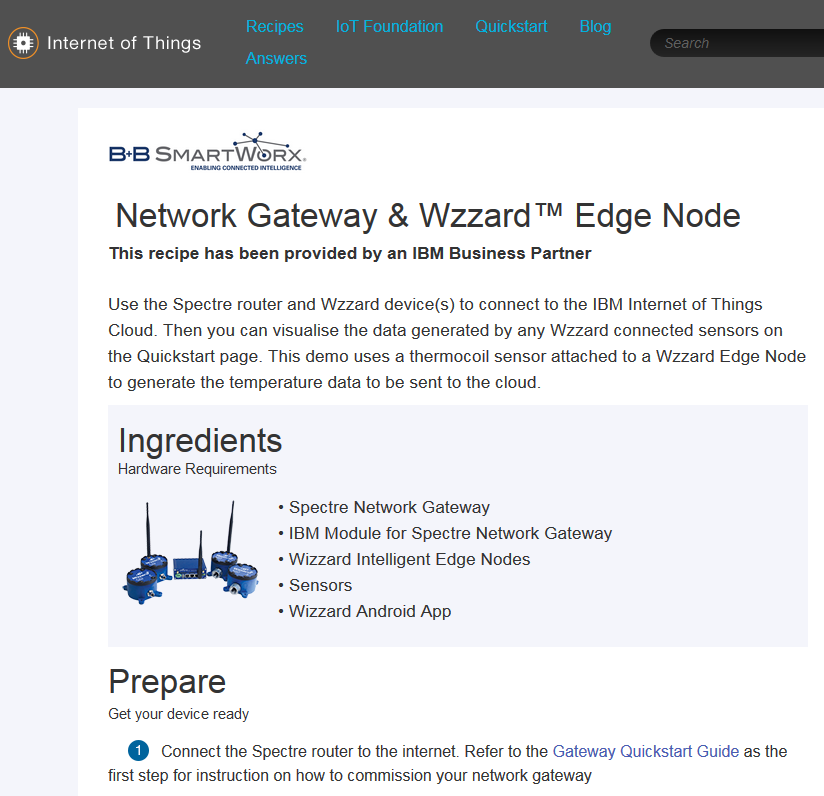 Internet of Things
Recipes IoT Foundation Quickstart Blog
Answers
Search
B+B SMARTWORX
ENABLING CONNECTED INTELLIGENCE
Network Gateway & Wzzard™ Edge Node
This recipe has been provided by an IBM Business Partner
Use the Spectre router and Wzzard device(s) to connect to the IBM Internet of Things
Cloud. Then you can visualise the data generated by any Wzzard connected sensors on
the Quickstart page. This demo uses a thermocoil sensor attached to a Wzzard Edge Node
to generate the temperature data to be sent to the cloud.
Ingredients
Hardware Requirements
• Spectre Network Gateway
• IBM Module for Spectre Network Gateway
• Wizzard Intelligent Edge Nodes
• Sensors
• Wizzard Android App
Prepare
Get your device ready
1 Connect the Spectre router to the internet. Refer to the Gateway Quickstart Guide as the
first step for instruction on how to commission your network gateway